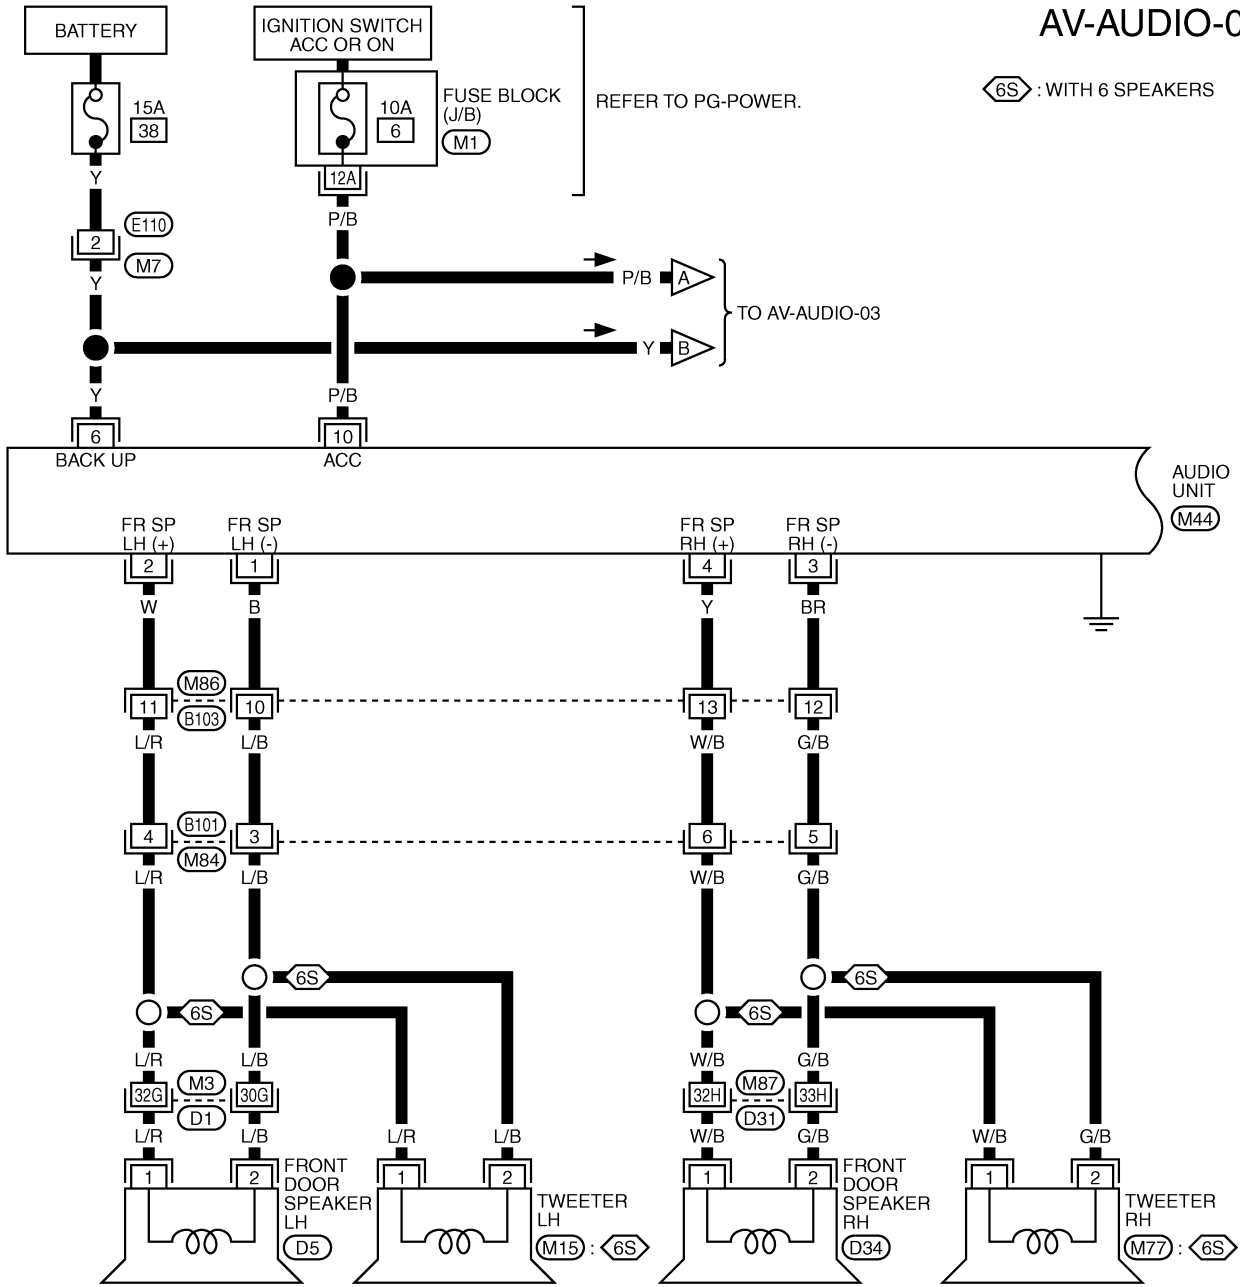 AV-AUDIO-0
BATTERY
IGNITION SWITCH
ACC OR ON
6S : WITH 6 SPEAKERS
15A
38
10A
6
FUSE BLOCK
(J/B)
M1
REFER TO PG-POWER.
12A
Y
P/B
E110
2
M7
Y
P/B
A
TO AV-AUDIO-03
Y
B
Y
P/B
6
10
BACK UP
ACC
AUDIO
UNIT
M44
FR SP
LH (+)
FR SP
LH (-)
FR SP
RH (+)
FR SP
RH (-)
2
1
4
3
W
B
Y
BR
M86
11
10
13
12
B103
L/R
L/B
W/B
G/B
B101
4
3
6
5
M84
L/R
L/B
W/B
G/B
6S
6S
6S
6S
L/R
L/B
W/B
G/B
M3
M87
32G
30G
32H
33H
D1
D31
L/R
L/B
L/R
L/B
W/B
G/B
W/B
G/B
1
2
1
2
1
2
1
2
FRONT
DOOR
SPEAKER
LH
D5
TWEETER
LH
M15 : 6S
FRONT
DOOR
SPEAKER
RH
D34
TWEETER
RH
M77 : 6S